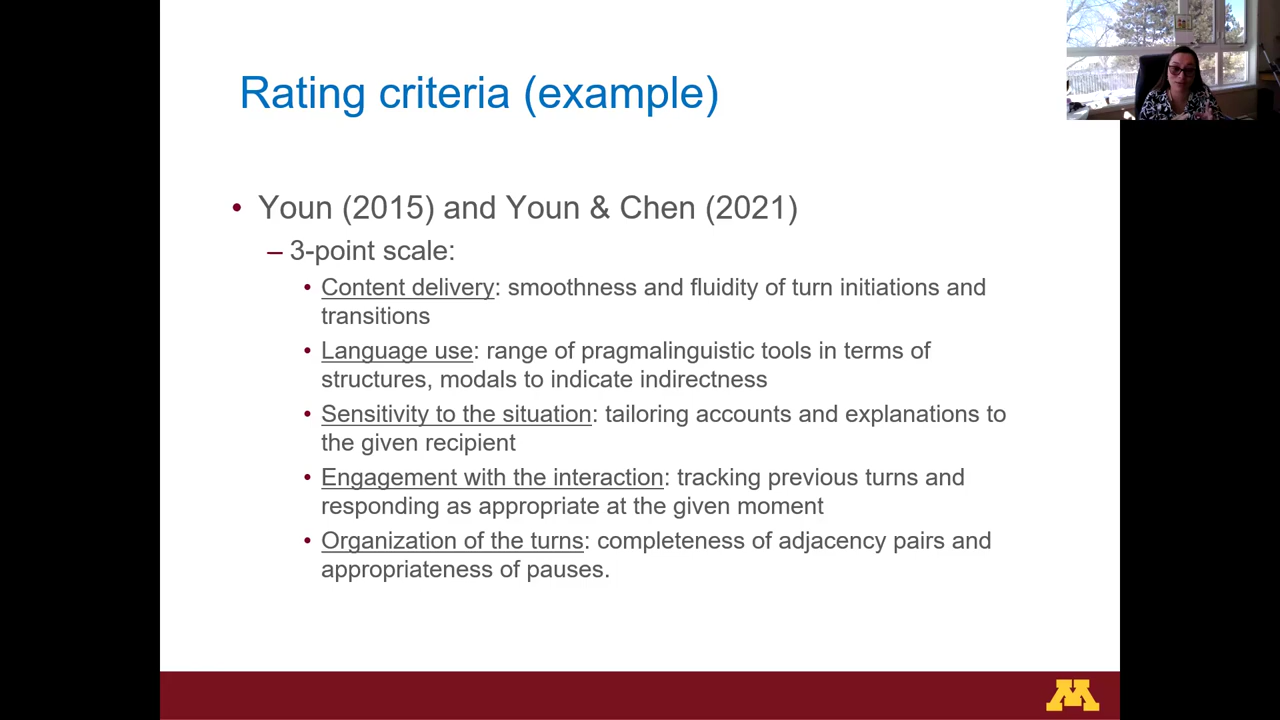 Rating criteria (example)
• Youn (2015) and Youn & Chen (2021)
– 3-point scale:
• Content delivery: smoothness and fluidity of turn initiations and
transitions
• Language use: range of pragmalinguistic tools in terms of
structures, modals to indicate indirectness
• Sensitivity to the situation: tailoring accounts and explanations to
the given recipient
• Engagement with the interaction: tracking previous turns and
responding as appropriate at the given moment
• Organization of the turns: completeness of adjacency pairs and
appropriateness of pauses.
M